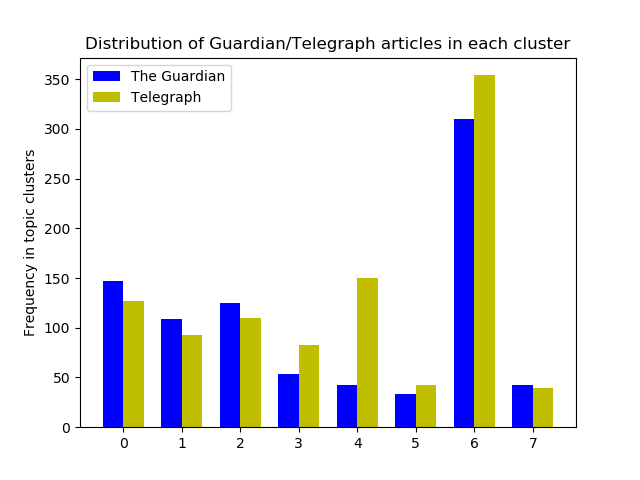 Distribution of Guardian/Telegraph articles in each cluster
The Guardian
Telegraph
Frequency in topic clusters
350
300
250
200
150
100
50
0
0 1 2 3 4 5 6 7